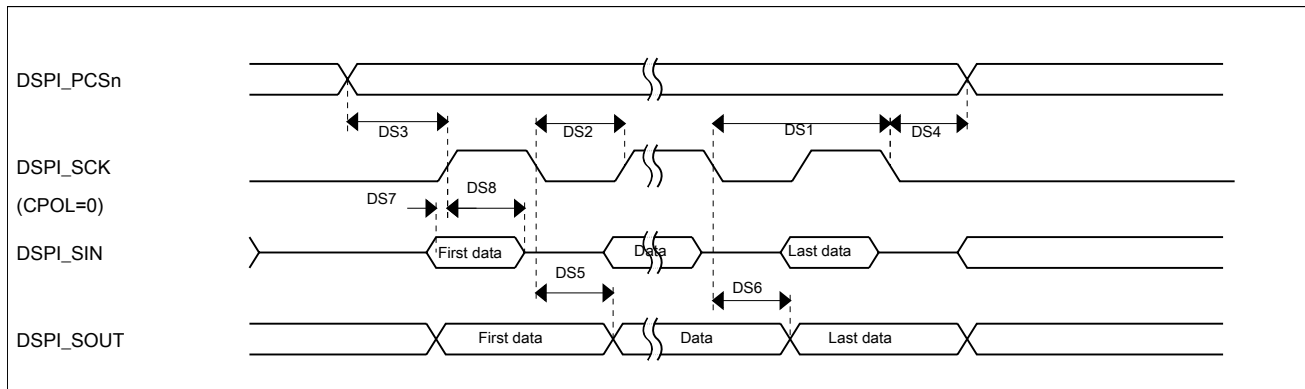 DSPI_PCSn
DS3
DS2
DS1
DS4
DSPI_SCK
(CPOL=0)
DS7
DS8
DSPI_SIN
First data
Data
Last data
DS5
DS6
DSPI_SOUT
First data
Data
Last data